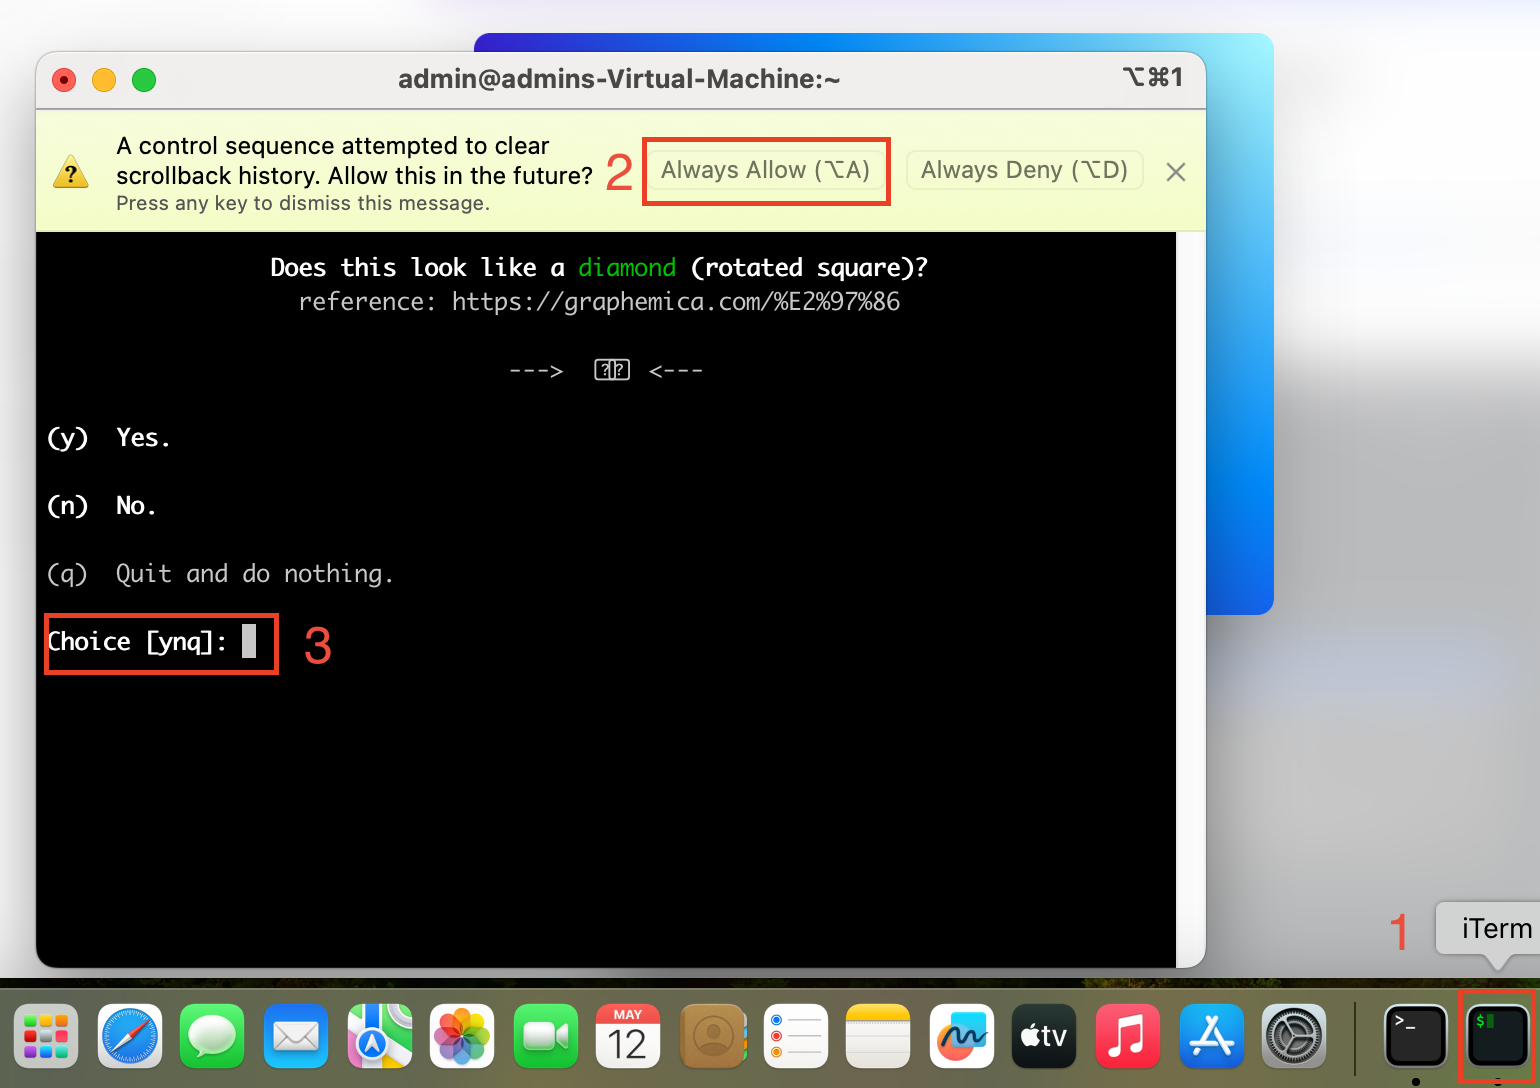 admin@admins-Virtual-Machine:~
⌥⌘1
A control sequence attempted to clear
scrollback history. Allow this in the future?
Press any key to dismiss this message.
2
Always Allow (⌥A)
Always Deny (⌥D)
Does this look like a diamond (rotated square)?
reference: https://graphemica.com/%E2%97%86
---> ⍰⍰ <---
(y) Yes.
(n) No.
(q) Quit and do nothing.
Choice [ynq]:
3
1
iTerm
MAY
12
tv
>_
$